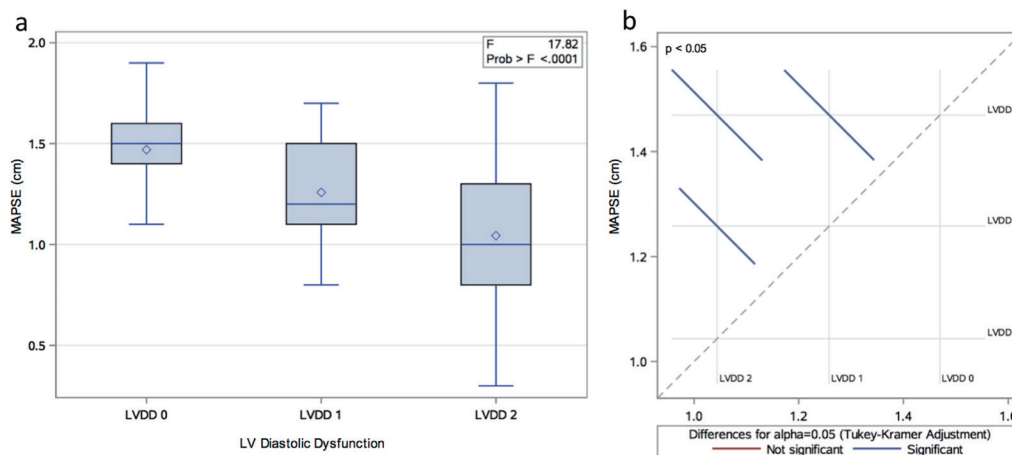 a
F 17.82
Prob > F <.0001
2.0
1.5
1.0
0.5
MAPSE (cm)
LVDD 0
LVDD 1
LVDD 2
LV Diastolic Dysfunction
b
p < 0.05
1.6
1.4
1.2
1.0
MAPSE (cm)
LVDD
LVDD
LVDD
LVDD 2
LVDD 1
LVDD 0
1.0
1.2
1.4
1.6
Differences for alpha=0.05 (Tukey-Kramer Adjustment)
Not significant
Significant